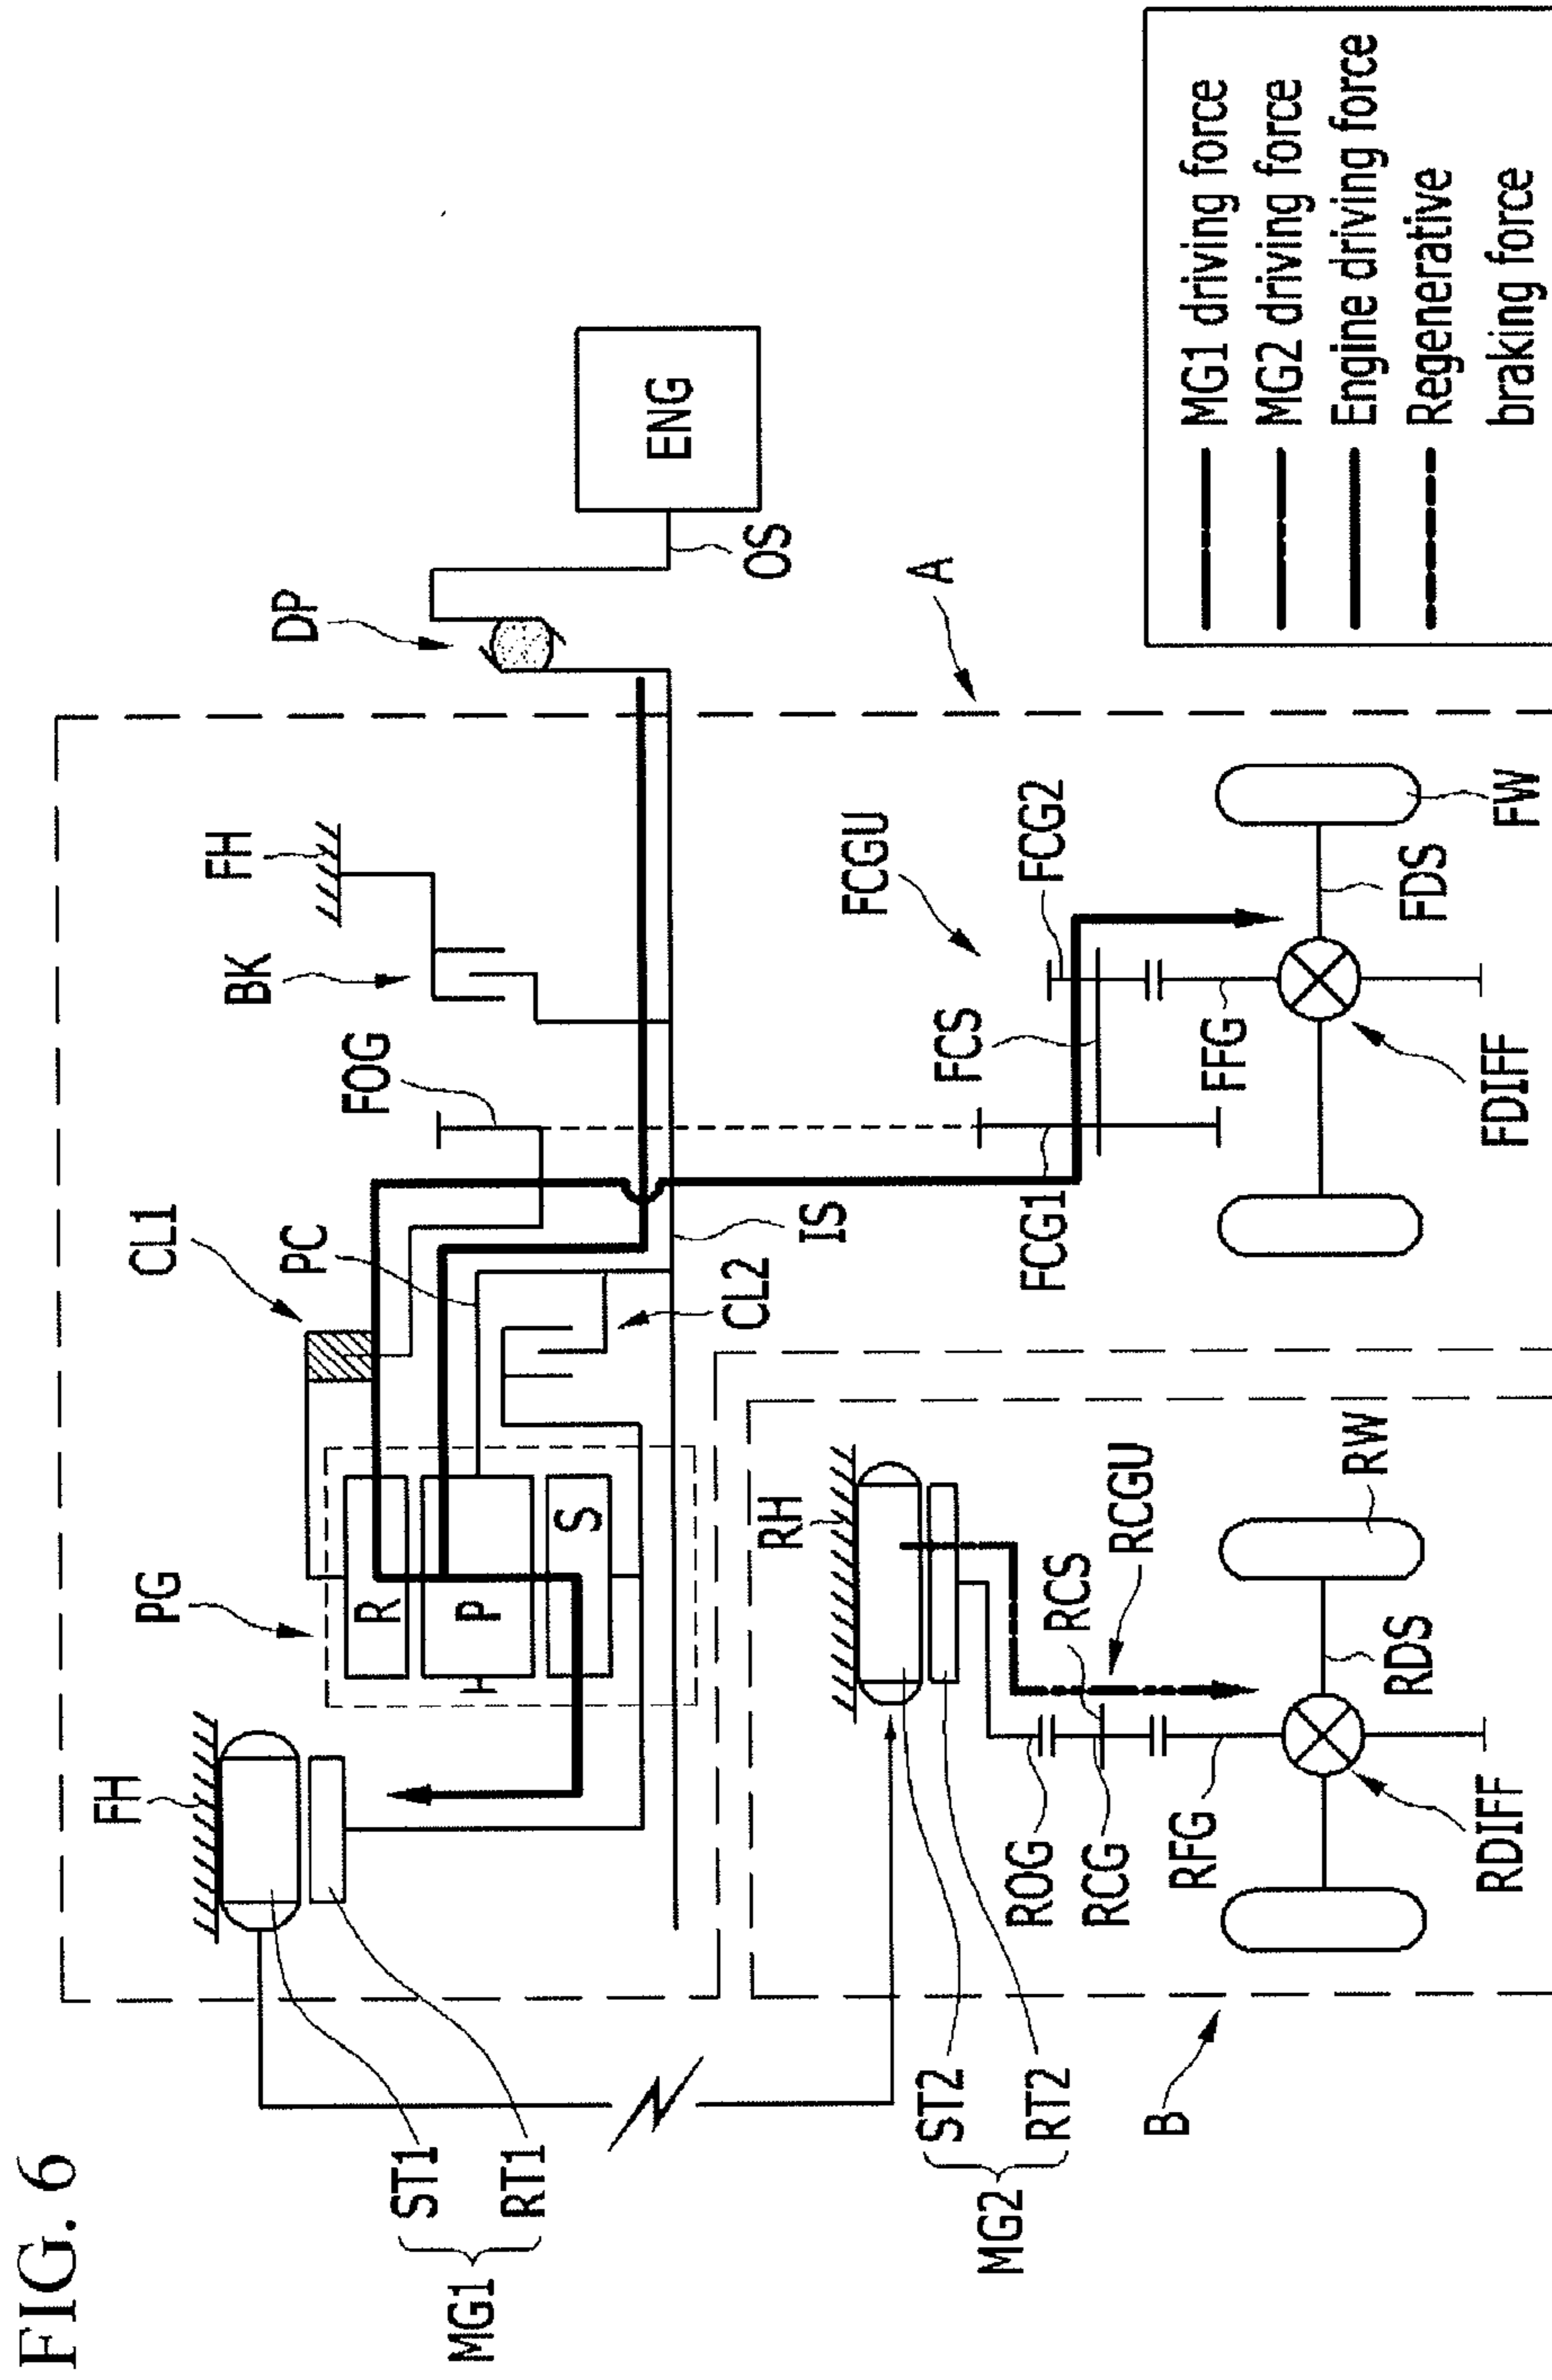 FIG. 6
MG1
ST1
RT1
FH
PG
R
P
S
CL1
PC
CL2
IS
FOG
BK
FH
DP
OS
ENG
A
FCGU
FCG2
FCS
FCG1
FFG
FDS
FW
FDIFF
B
MG2
ST2
RT2
RH
ROG
RCG
RCS
RCGU
RFG
RDS
RW
RDIFF
MG1 driving force
MG2 driving force
Engine driving force
Regenerative
braking force